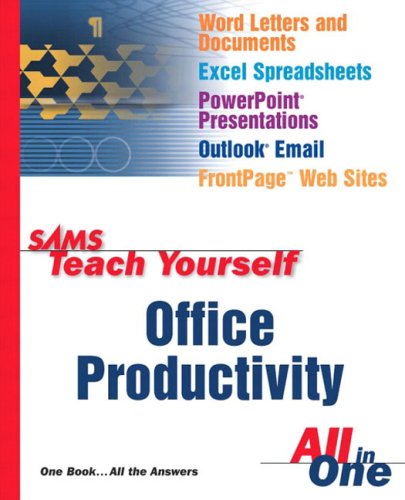 ¶
Word Letters and
Documents
Excel Spreadsheets
PowerPoint®
Presentations
Outlook® Email
FrontPage™ Web Sites
SAMS
Teach Yourself
Office
Productivity
All in
One
One Book...All the Answers